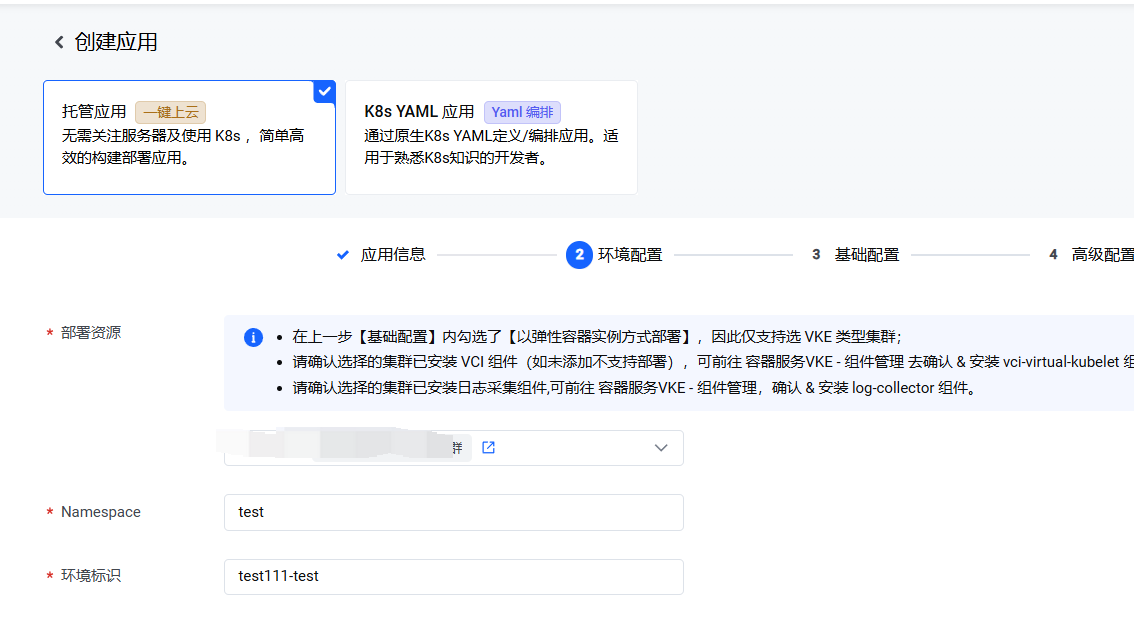 创建应用
托管应用 一键上云
无需关注服务器及使用 K8s ，简单高
效的构建部署应用。
K8s YAML 应用 Yaml 编排
通过原生K8s YAML定义/编排应用。适
用于熟悉K8s知识的开发者。
应用信息 2 环境配置 3 基础配置 4 高级配置
* 部署资源
• 在上一步【基础配置】内勾选了【以弹性容器实例方式部署】，因此仅支持选 VKE 类型集群；
• 请确认选择的集群已安装 VCI 组件（如未添加不支持部署），可前往 容器服务VKE - 组件管理 去确认 & 安装 vci-virtual-kubelet 组
• 请确认选择的集群已安装日志采集组件,可前往 容器服务VKE - 组件管理，确认 & 安装 log-collector 组件。
群
* Namespace
test
* 环境标识
test111-test